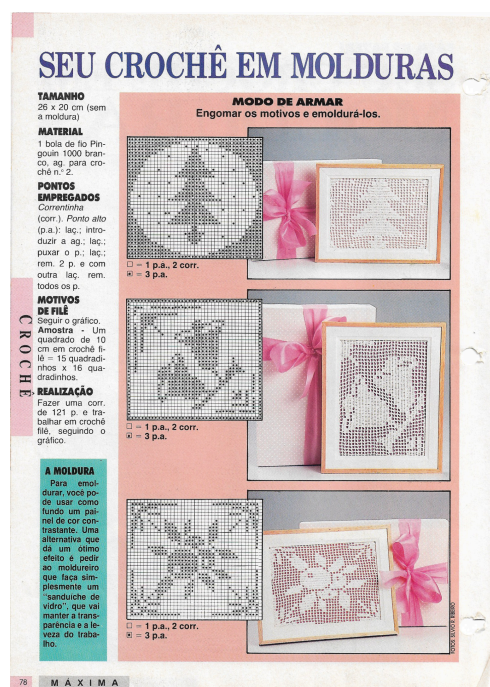 SEU CROCHÊ EM MOLDURAS
TAMANHO
26 x 20 cm (sem
a moldura)
MATERIAL
1 bola de fio Pin-
gouin 1000 bran-
co, ag. para cro-
chê n.º 2.
PONTOS
EMPREGADOS
Correntinha
(corr.). Ponto alto
(p.a.): laç.; intro-
duzir a ag.; laç.;
puxar o p.; laç.;
rem. 2 p. e com
outra laç. rem.
todos os p.
MOTIVOS
DE FILÊ
Seguir o gráfico.
Amostra - Um
quadrado de 10
cm em crochê fi-
lê = 15 quadradi-
nhos x 16 qua-
dradinhos.
REALIZAÇÃO
Fazer uma corr.
de 121 p. e tra-
balhar em crochê
filê, seguindo o
gráfico.
A MOLDURA
Para emol-
durar, você po-
de usar como
fundo um pai-
nel de cor con-
trastante. Uma
alternativa que
dá um ótimo
efeito é pedir
ao moldureiro
que faça sim-
plesmente um
"sanduíche de
vidro", que vai
manter a trans-
parência e a le-
veza do traba-
lho.
MODO DE ARMAR
Engomar os motivos e emoldurá-los.
□ = 1 p.a., 2 corr.
▣ = 3 p.a.
□ = 1 p.a., 2 corr.
▣ = 3 p.a.
□ = 1 p.a., 2 corr.
▣ = 3 p.a.
FOTOS: SILVIO R. RIBEIRO
CROCHÊ
78 MÁXIMA